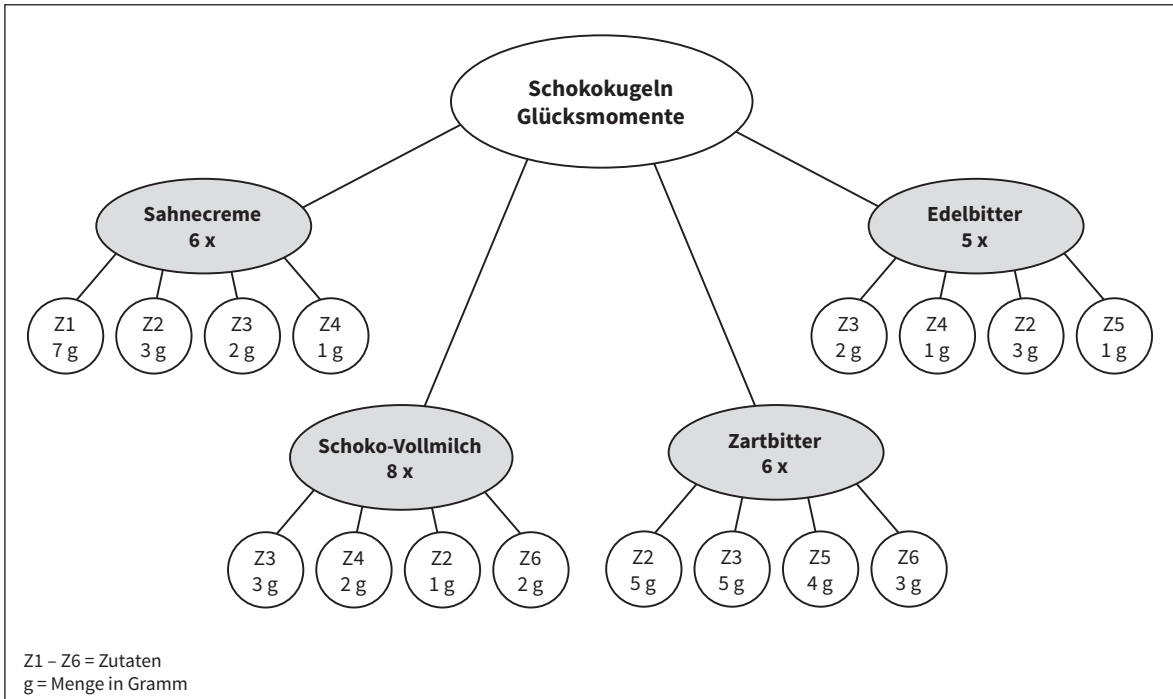 Schokokugeln
Glücksmomente
Sahnecreme
6 x
Z1
7 g
Z2
3 g
Z3
2 g
Z4
1 g
Edelbitter
5 x
Z3
2 g
Z4
1 g
Z2
3 g
Z5
1 g
Schoko-Vollmilch
8 x
Z3
3 g
Z4
2 g
Z2
1 g
Z6
2 g
Zartbitter
6 x
Z2
5 g
Z3
5 g
Z5
4 g
Z6
3 g
Z1 – Z6 = Zutaten
g = Menge in Gramm